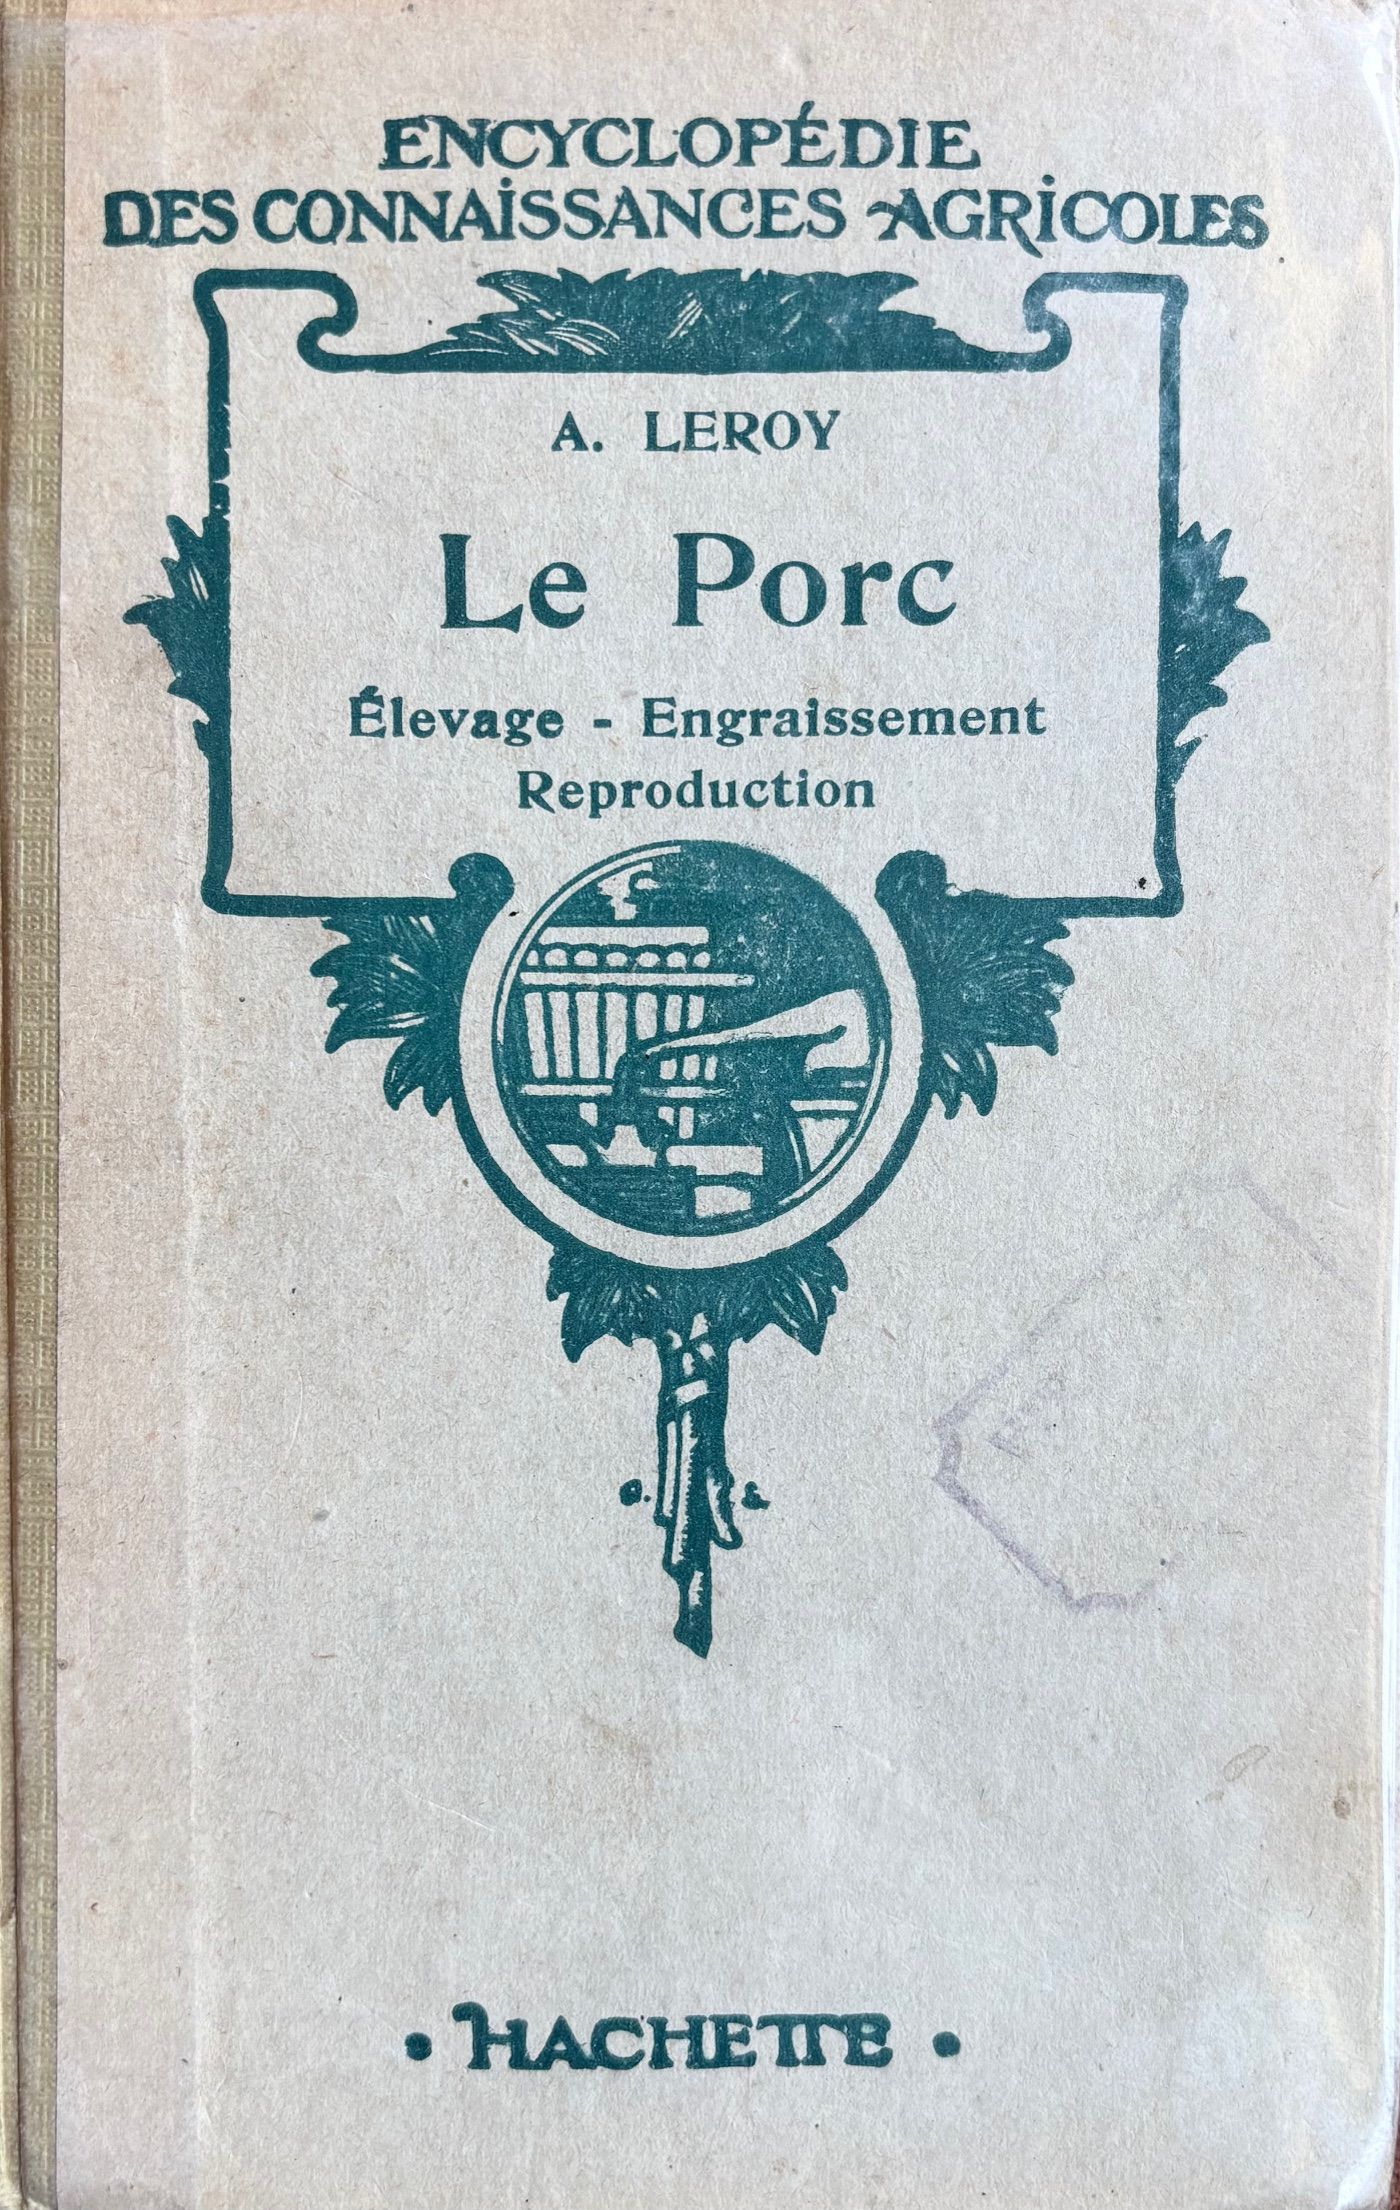 ENCYCLOPÉDIE
DES CONNAISSANCES AGRICOLES
A. LEROY
Le Porc
Élevage - Engraissement
Reproduction
• HACHETTE •